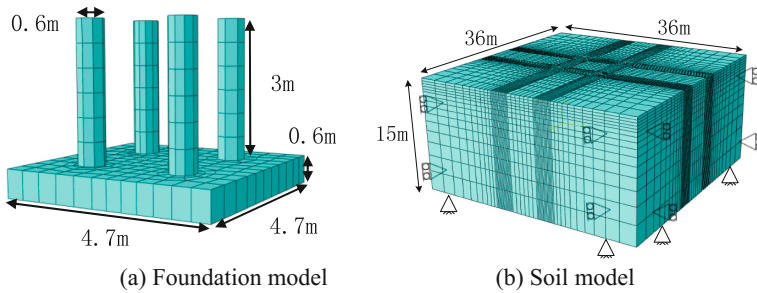 0.6m
3m
0.6m
4.7m
4.7m
(a) Foundation model
36m
36m
15m
(b) Soil model